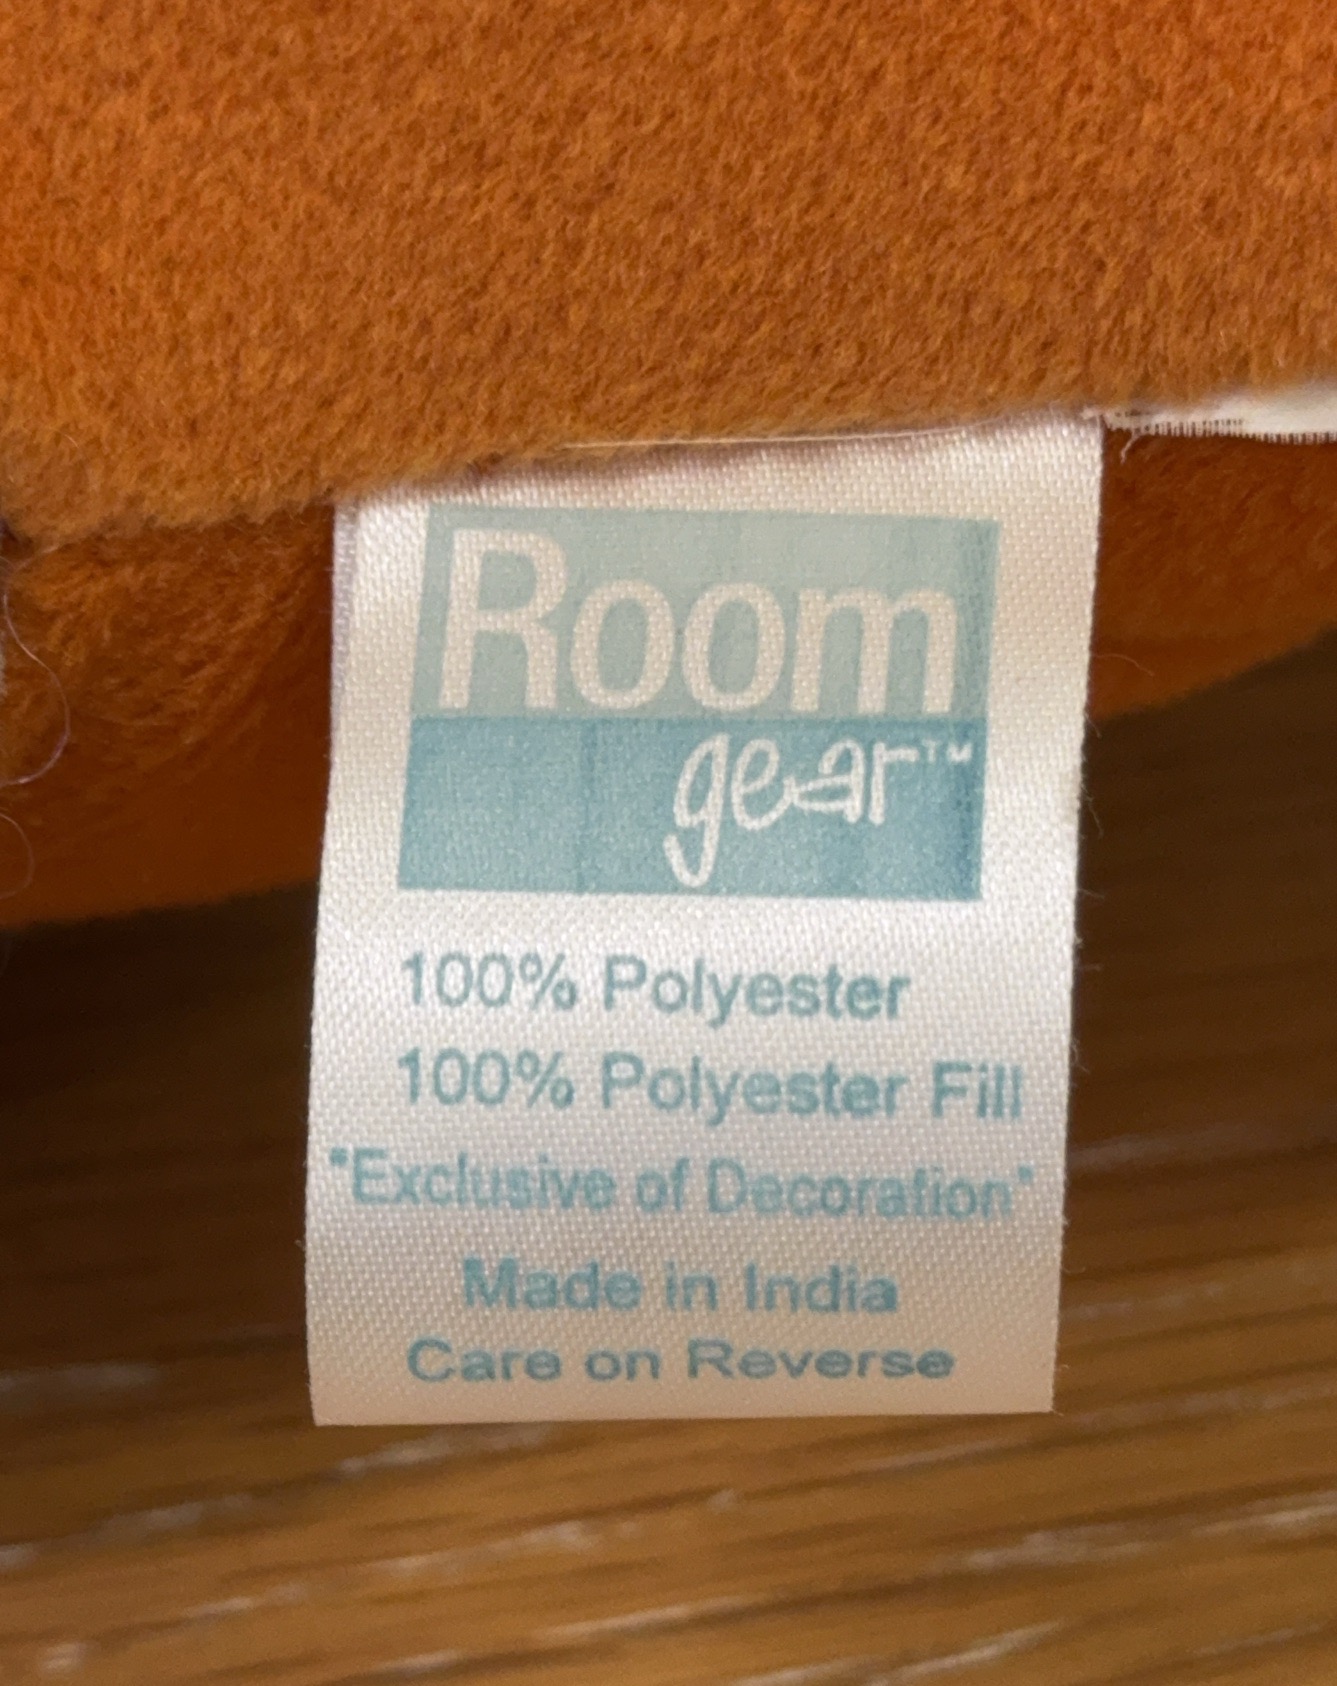 Room
gear™
100% Polyester
100% Polyester Fill
"Exclusive of Decoration"
Made in India
Care on Reverse